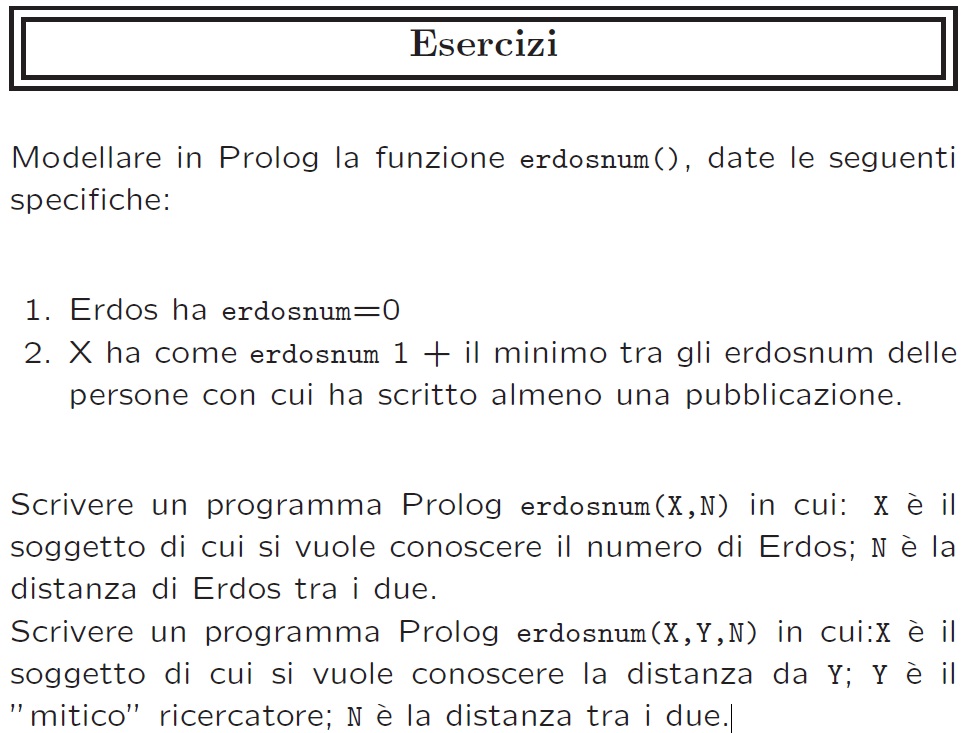 Esercizi
Modellare in Prolog la funzione erdosnum(), date le seguenti
specifiche:
1. Erdos ha erdosnum=0
2. X ha come erdosnum 1 + il minimo tra gli erdosnum delle
persone con cui ha scritto almeno una pubblicazione.
Scrivere un programma Prolog erdosnum(X,N) in cui: X è il
soggetto di cui si vuole conoscere il numero di Erdos; N è la
distanza di Erdos tra i due.
Scrivere un programma Prolog erdosnum(X,Y,N) in cui:X è il
soggetto di cui si vuole conoscere la distanza da Y; Y è il
"mitico" ricercatore; N è la distanza tra i due.